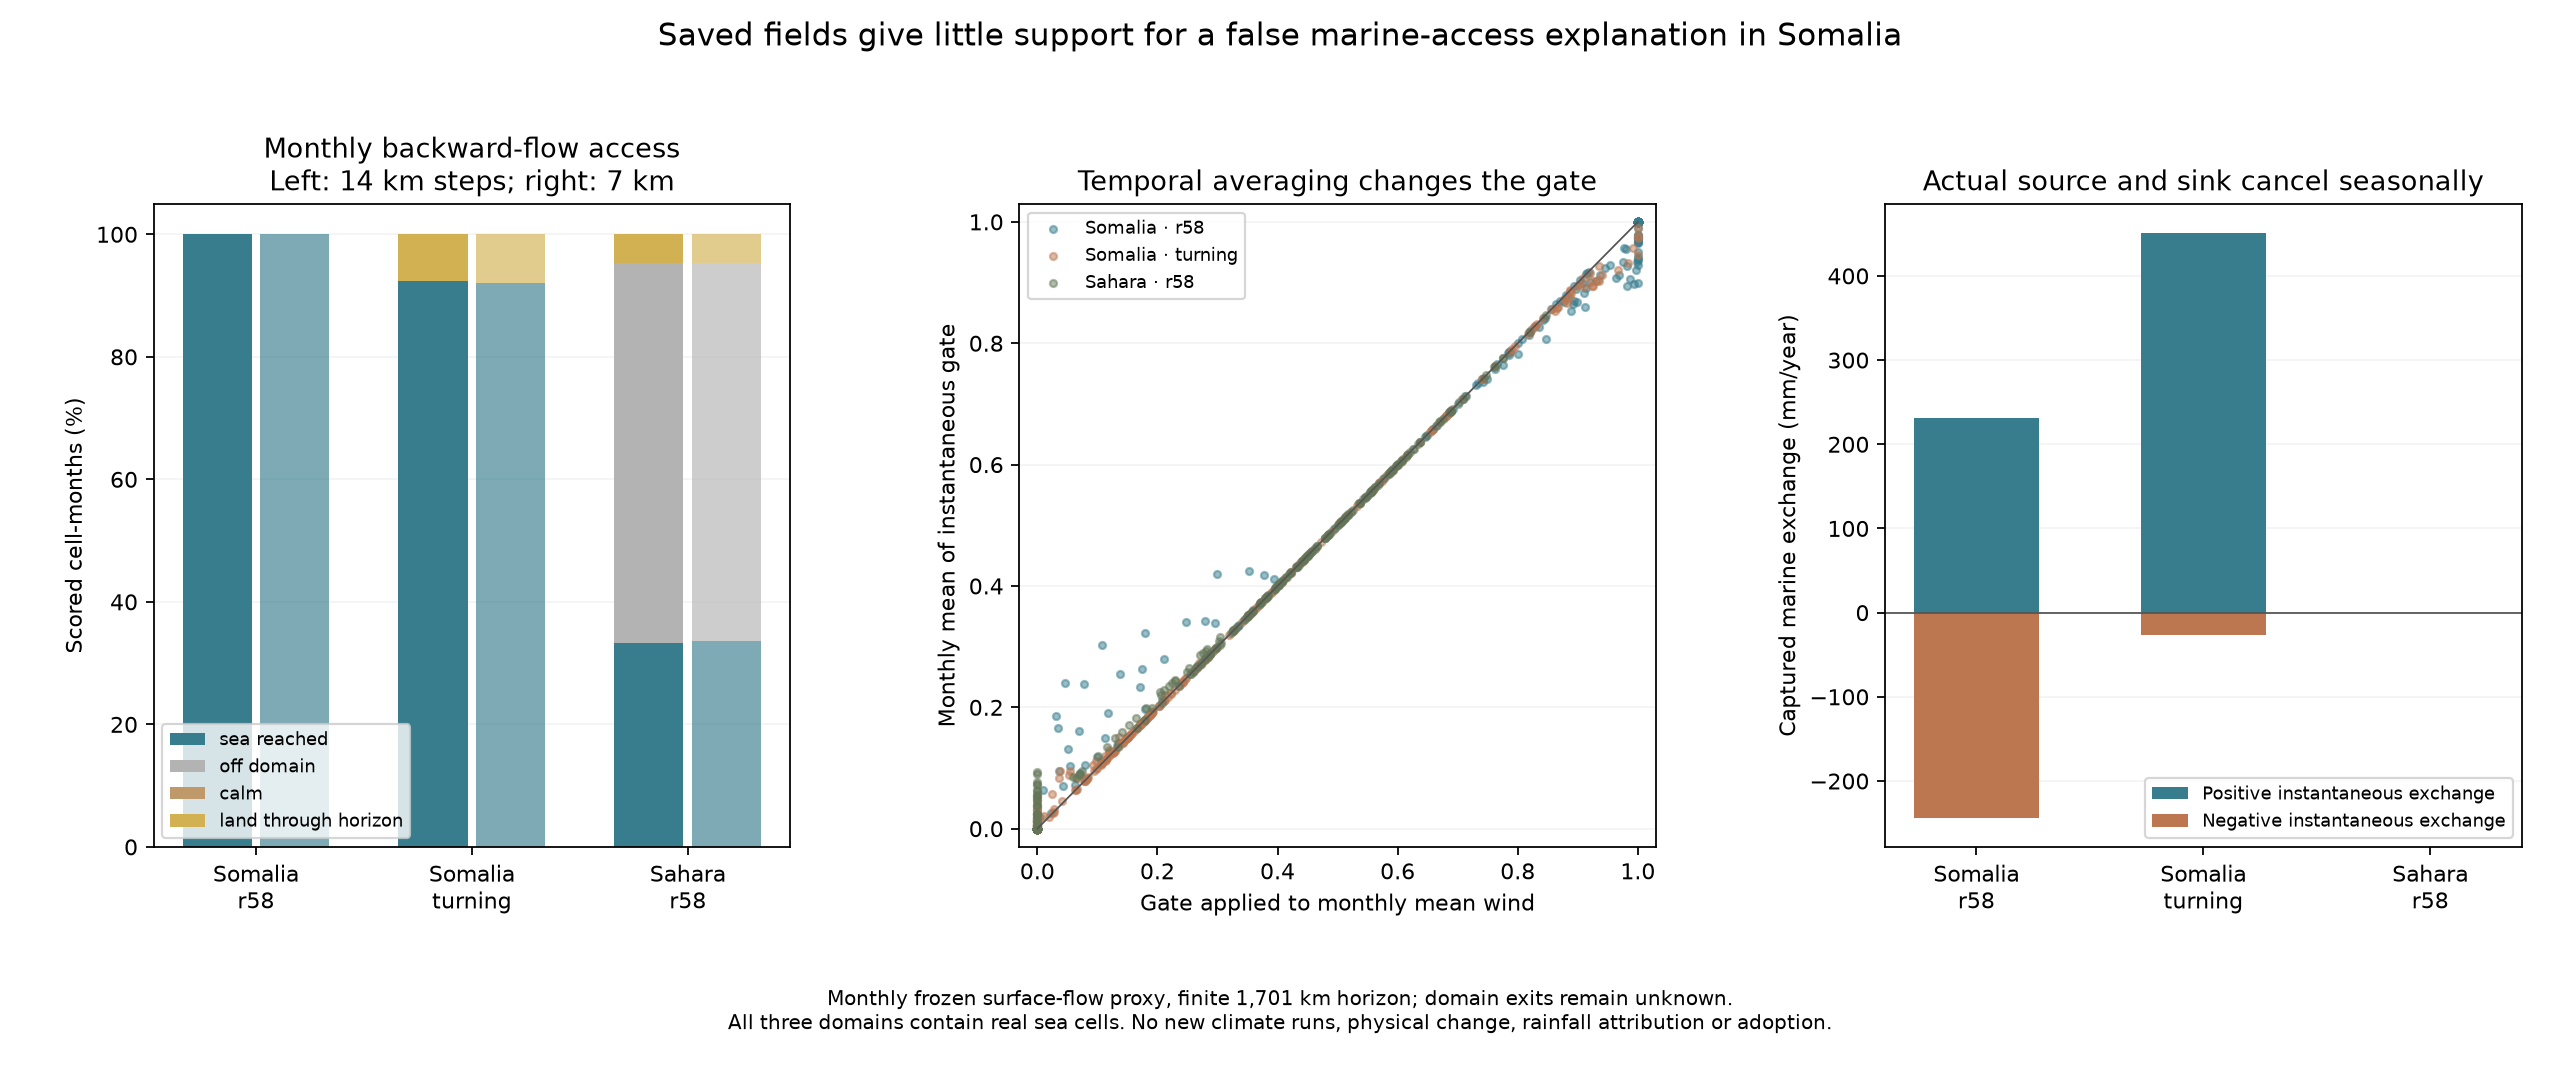 Saved fields give little support for a false marine-access explanation in Somalia
Monthly backward-flow access
Left: 14 km steps; right: 7 km
Scored cell-months (%)
100
80
60
40
20
0
sea reached
off domain
calm
land through horizon
Somalia
r58
Somalia
turning
Sahara
r58
Temporal averaging changes the gate
Monthly mean of instantaneous gate
1.0
0.8
0.6
0.4
0.2
0.0
Somalia · r58
Somalia · turning
Sahara · r58
0.0
0.2
0.4
0.6
0.8
1.0
Gate applied to monthly mean wind
Actual source and sink cancel seasonally
Captured marine exchange (mm/year)
400
300
200
100
0
−100
−200
Positive instantaneous exchange
Negative instantaneous exchange
Somalia
r58
Somalia
turning
Sahara
r58
Monthly frozen surface-flow proxy, finite 1,701 km horizon; domain exits remain unknown.
All three domains contain real sea cells. No new climate runs, physical change, rainfall attribution or adoption.